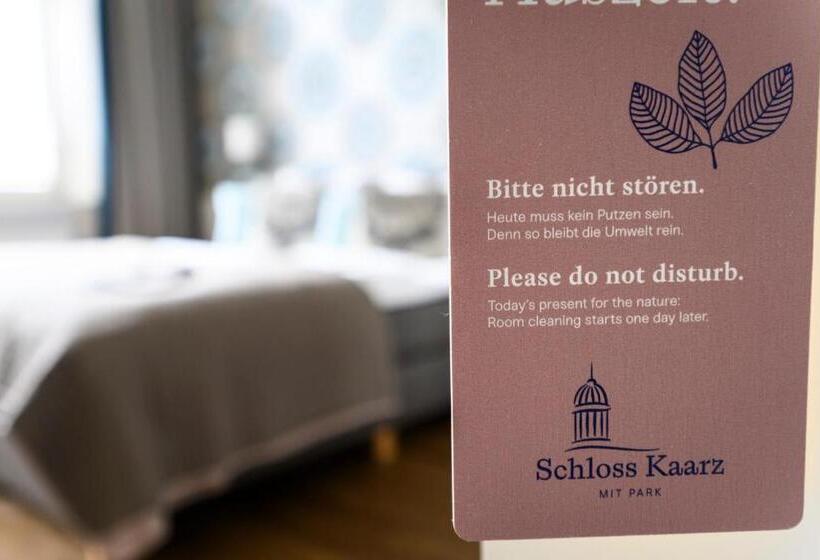 Bitte nicht stören.
Heute muss kein Putzen sein.
Denn so bleibt die Umwelt rein.
Please do not disturb.
Today's present for the nature:
Room cleaning starts one day later.
Schloss Kaarz
MIT PARK